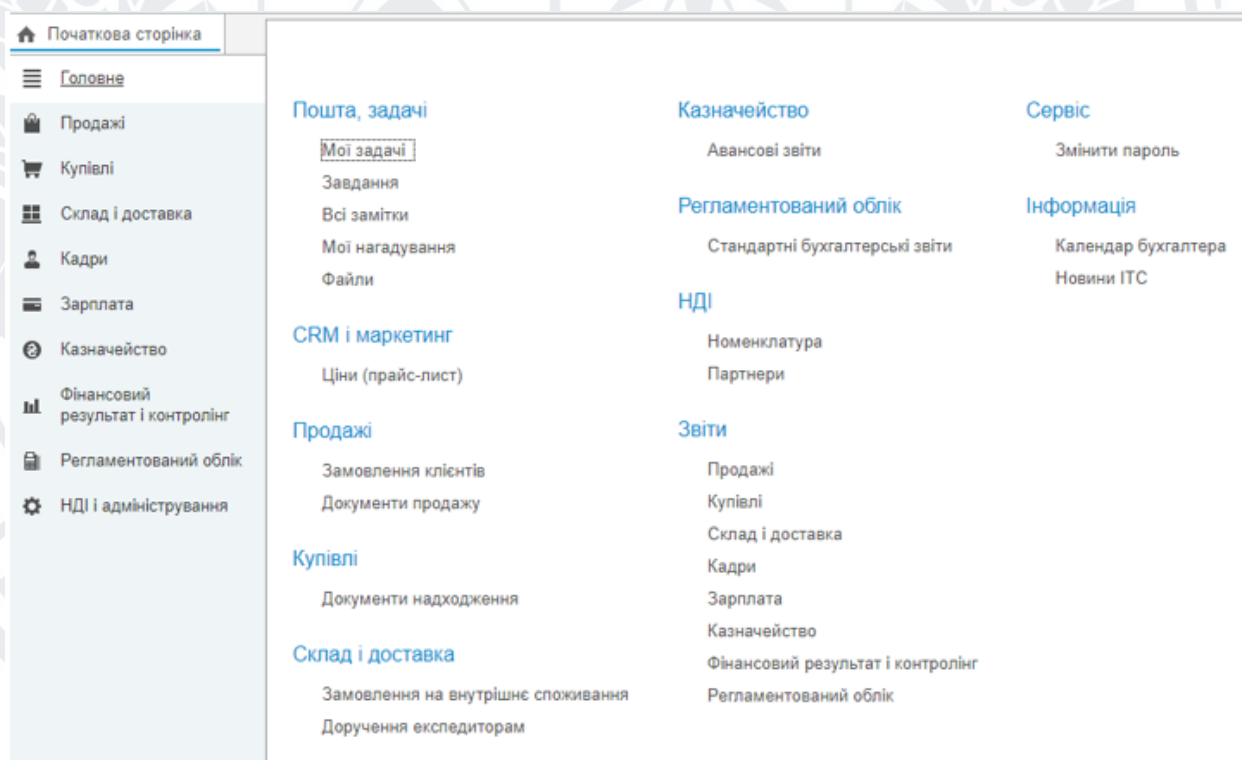 Початкова сторінка
Головне
Продажі
Купівлі
Склад і доставка
Кадри
Зарплата
Казначейство
Фінансовий
результат і контролінг
Регламентований облік
НДІ і адміністрування
Пошта, задачі
Мої задачі
Завдання
Всі замітки
Мої нагадування
Файли
CRM і маркетинг
Ціни (прайс-лист)
Продажі
Замовлення клієнтів
Документи продажу
Купівлі
Документи надходження
Склад і доставка
Замовлення на внутрішнє споживання
Доручення експедиторам
Казначейство
Авансові звіти
Регламентований облік
Стандартні бухгалтерські звіти
НДІ
Номенклатура
Партнери
Звіти
Продажі
Купівлі
Склад і доставка
Кадри
Зарплата
Казначейство
Фінансовий результат і контролінг
Регламентований облік
Сервіс
Змінити пароль
Інформація
Календар бухгалтера
Новини ІТС